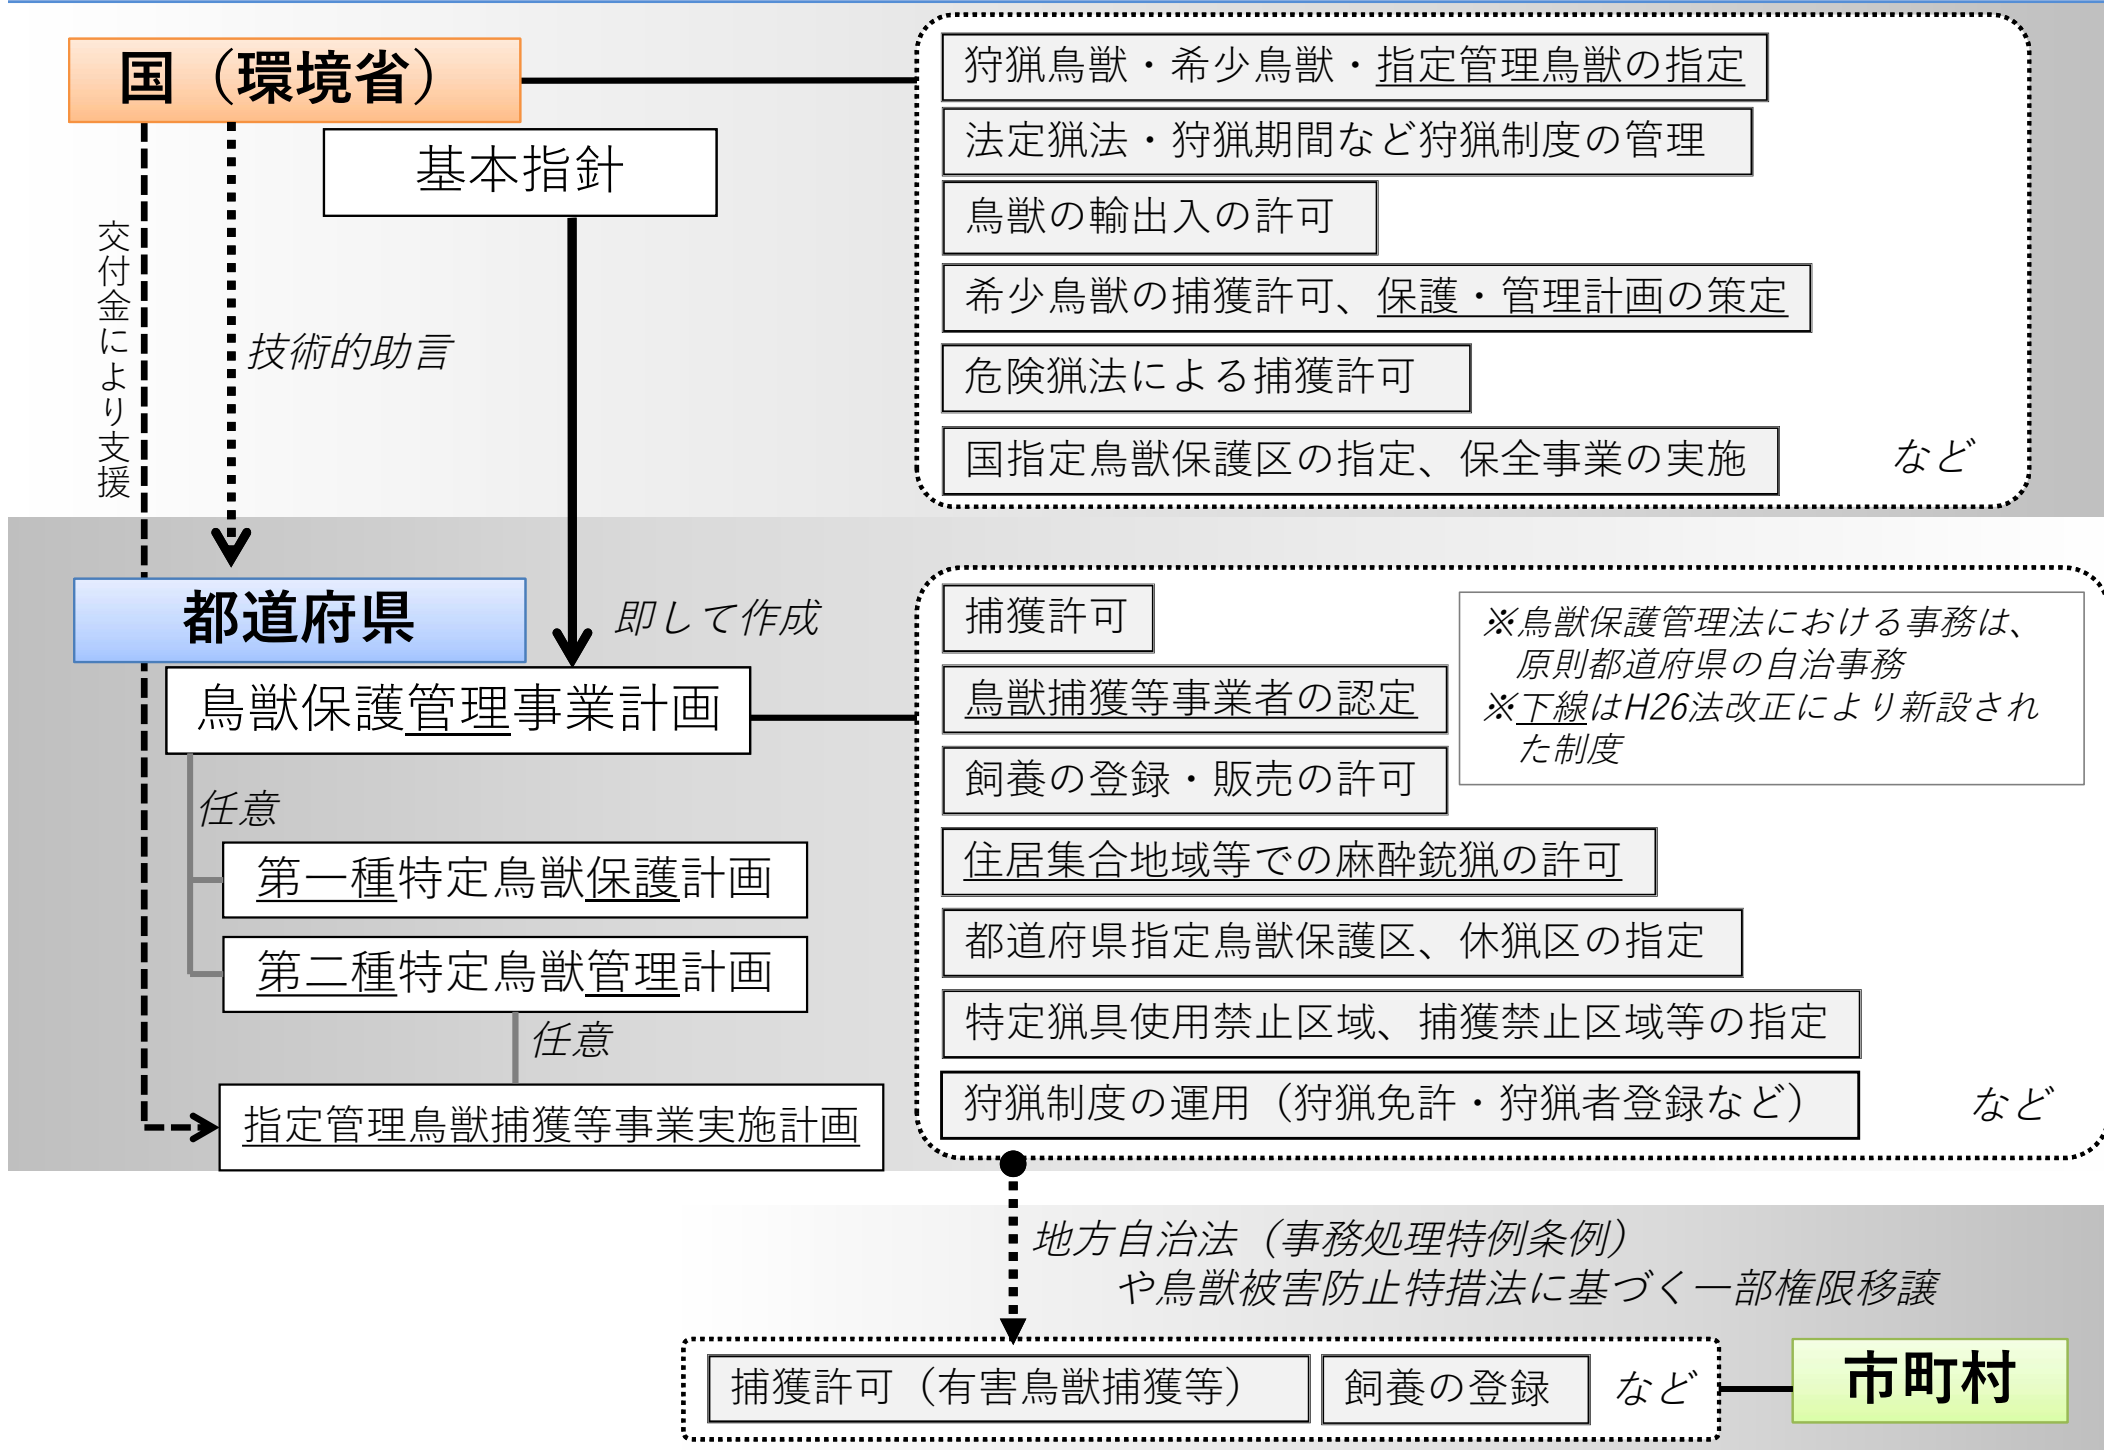 国（環境省）
基本指針
交付金により支援
技術的助言
狩猟鳥獣・希少鳥獣・指定管理鳥獣の指定
法定猟法・狩猟期間など狩猟制度の管理
鳥獣の輸出入の許可
希少鳥獣の捕獲許可、保護・管理計画の策定
危険猟法による捕獲許可
国指定鳥獣保護区の指定、保全事業の実施
など
都道府県
即して作成
鳥獣保護管理事業計画
任意
第一種特定鳥獣保護計画
第二種特定鳥獣管理計画
任意
指定管理鳥獣捕獲等事業実施計画
捕獲許可
鳥獣捕獲等事業者の認定
飼養の登録・販売の許可
住居集合地域等での麻酔銃猟の許可
都道府県指定鳥獣保護区、休猟区の指定
特定猟具使用禁止区域、捕獲禁止区域等の指定
狩猟制度の運用（狩猟免許・狩猟者登録など）
など
※鳥獣保護管理法における事務は、
原則都道府県の自治事務
※下線はH26法改正により新設され
た制度
地方自治法（事務処理特例条例）
や鳥獣被害防止特措法に基づく一部権限移譲
捕獲許可（有害鳥獣捕獲等）
飼養の登録
など
市町村